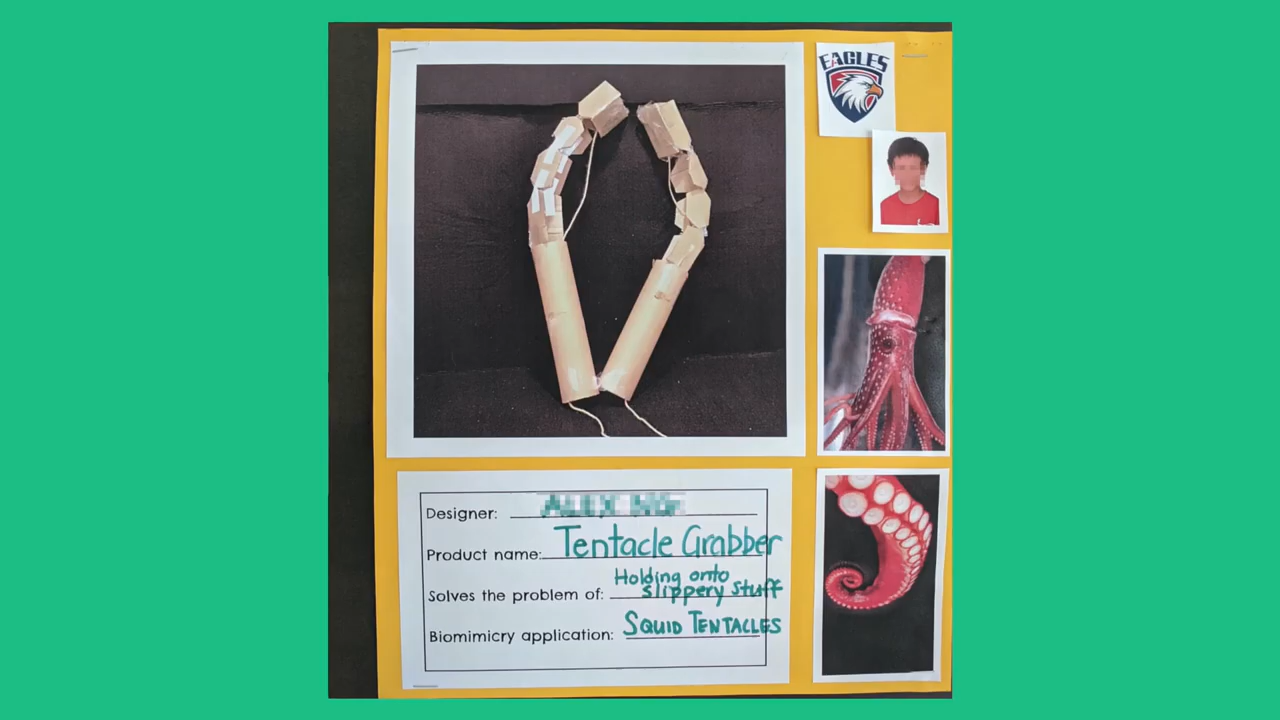 EAGLES
Designer:
Product name: Tentacle Grabber
Solves the problem of: Holding onto
slippery stuff
Biomimicry application: SQUID TENTACLES